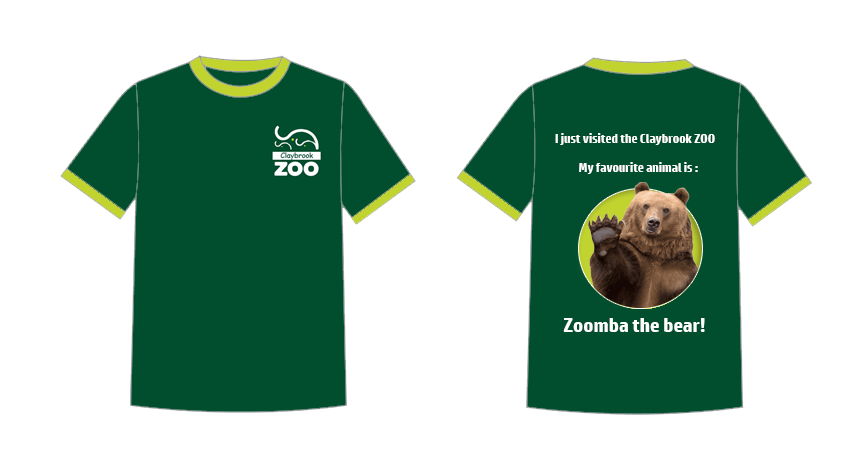 Claybrook
ZOO
I just visited the Claybrook ZOO
My favourite animal is :
Zoomba the bear!